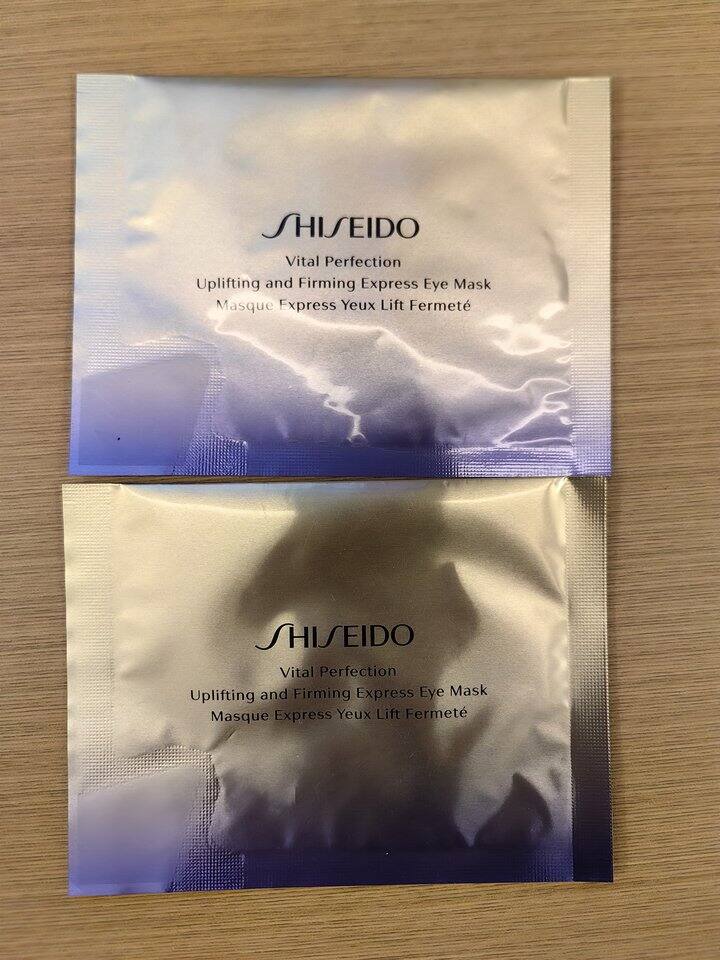 SHISEIDO
Vital Perfection
Uplifting and Firming Express Eye Mask
Masque Express Yeux Lift Fermeté
SHISEIDO
Vital Perfection
Uplifting and Firming Express Eye Mask
Masque Express Yeux Lift Fermeté